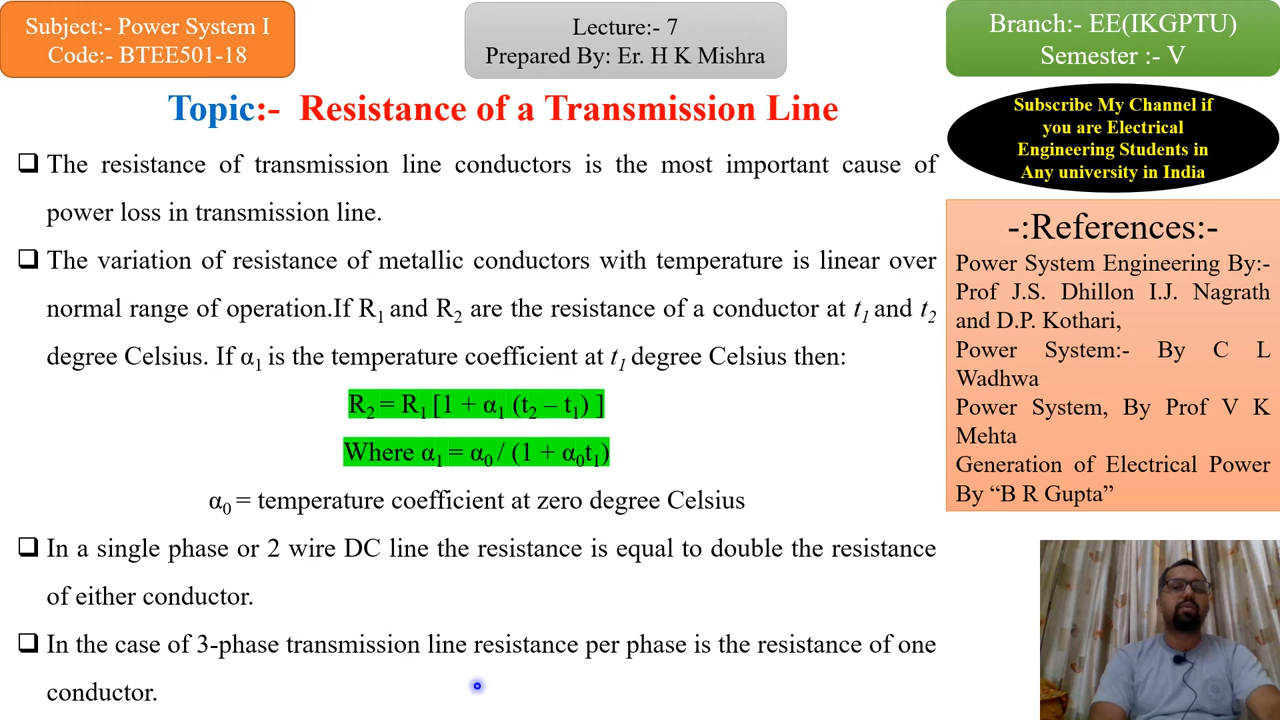 Subject:- Power System I
Code:- BTEE501-18
Lecture:- 7
Prepared By: Er. H K Mishra
Branch:- EE(IKGPTU)
Semester :- V
Topic:- Resistance of a Transmission Line
❑ The resistance of transmission line conductors is the most important cause of
power loss in transmission line.
❑ The variation of resistance of metallic conductors with temperature is linear over
normal range of operation.If R₁ and R₂ are the resistance of a conductor at t₁ and t₂
degree Celsius. If α₁ is the temperature coefficient at t₁ degree Celsius then:
R₂ = R₁ [1 + α₁ (t₂ – t₁) ]
Where α₁ = α₀ / (1 + α₀t₁)
α₀ = temperature coefficient at zero degree Celsius
❑ In a single phase or 2 wire DC line the resistance is equal to double the resistance
of either conductor.
❑ In the case of 3-phase transmission line resistance per phase is the resistance of one
conductor.
Subscribe My Channel if
you are Electrical
Engineering Students in
Any university in India
-:References:-
Power System Engineering By:-
Prof J.S. Dhillon I.J. Nagrath
and D.P. Kothari,
Power System:- By C L
Wadhwa
Power System, By Prof V K
Mehta
Generation of Electrical Power
By “B R Gupta”